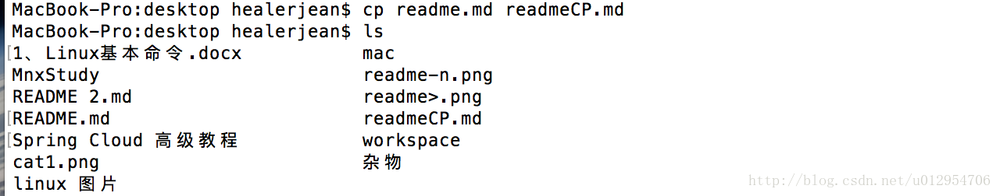 MacBook-Pro:desktop healerjean$ cp readme.md readmeCP.md
MacBook-Pro:desktop healerjean$ ls
1、Linux基本命令.docx mac
MnxStudy readme-n.png
README 2.md readme>.png
README.md readmeCP.md
Spring Cloud 高级教程 workspace
cat1.png 杂物
linux 图片
http://blog.csdn.net/u012954706